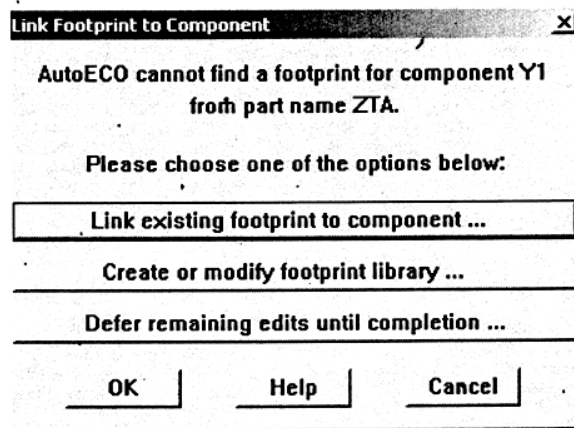 Link Footprint to Component
AutoECO cannot find a footprint for component Y1
from part name ZTA.
Please choose one of the options below:
Link existing footprint to component ...
Create or modify footprint library ...
Defer remaining edits until completion ...
OK Help Cancel